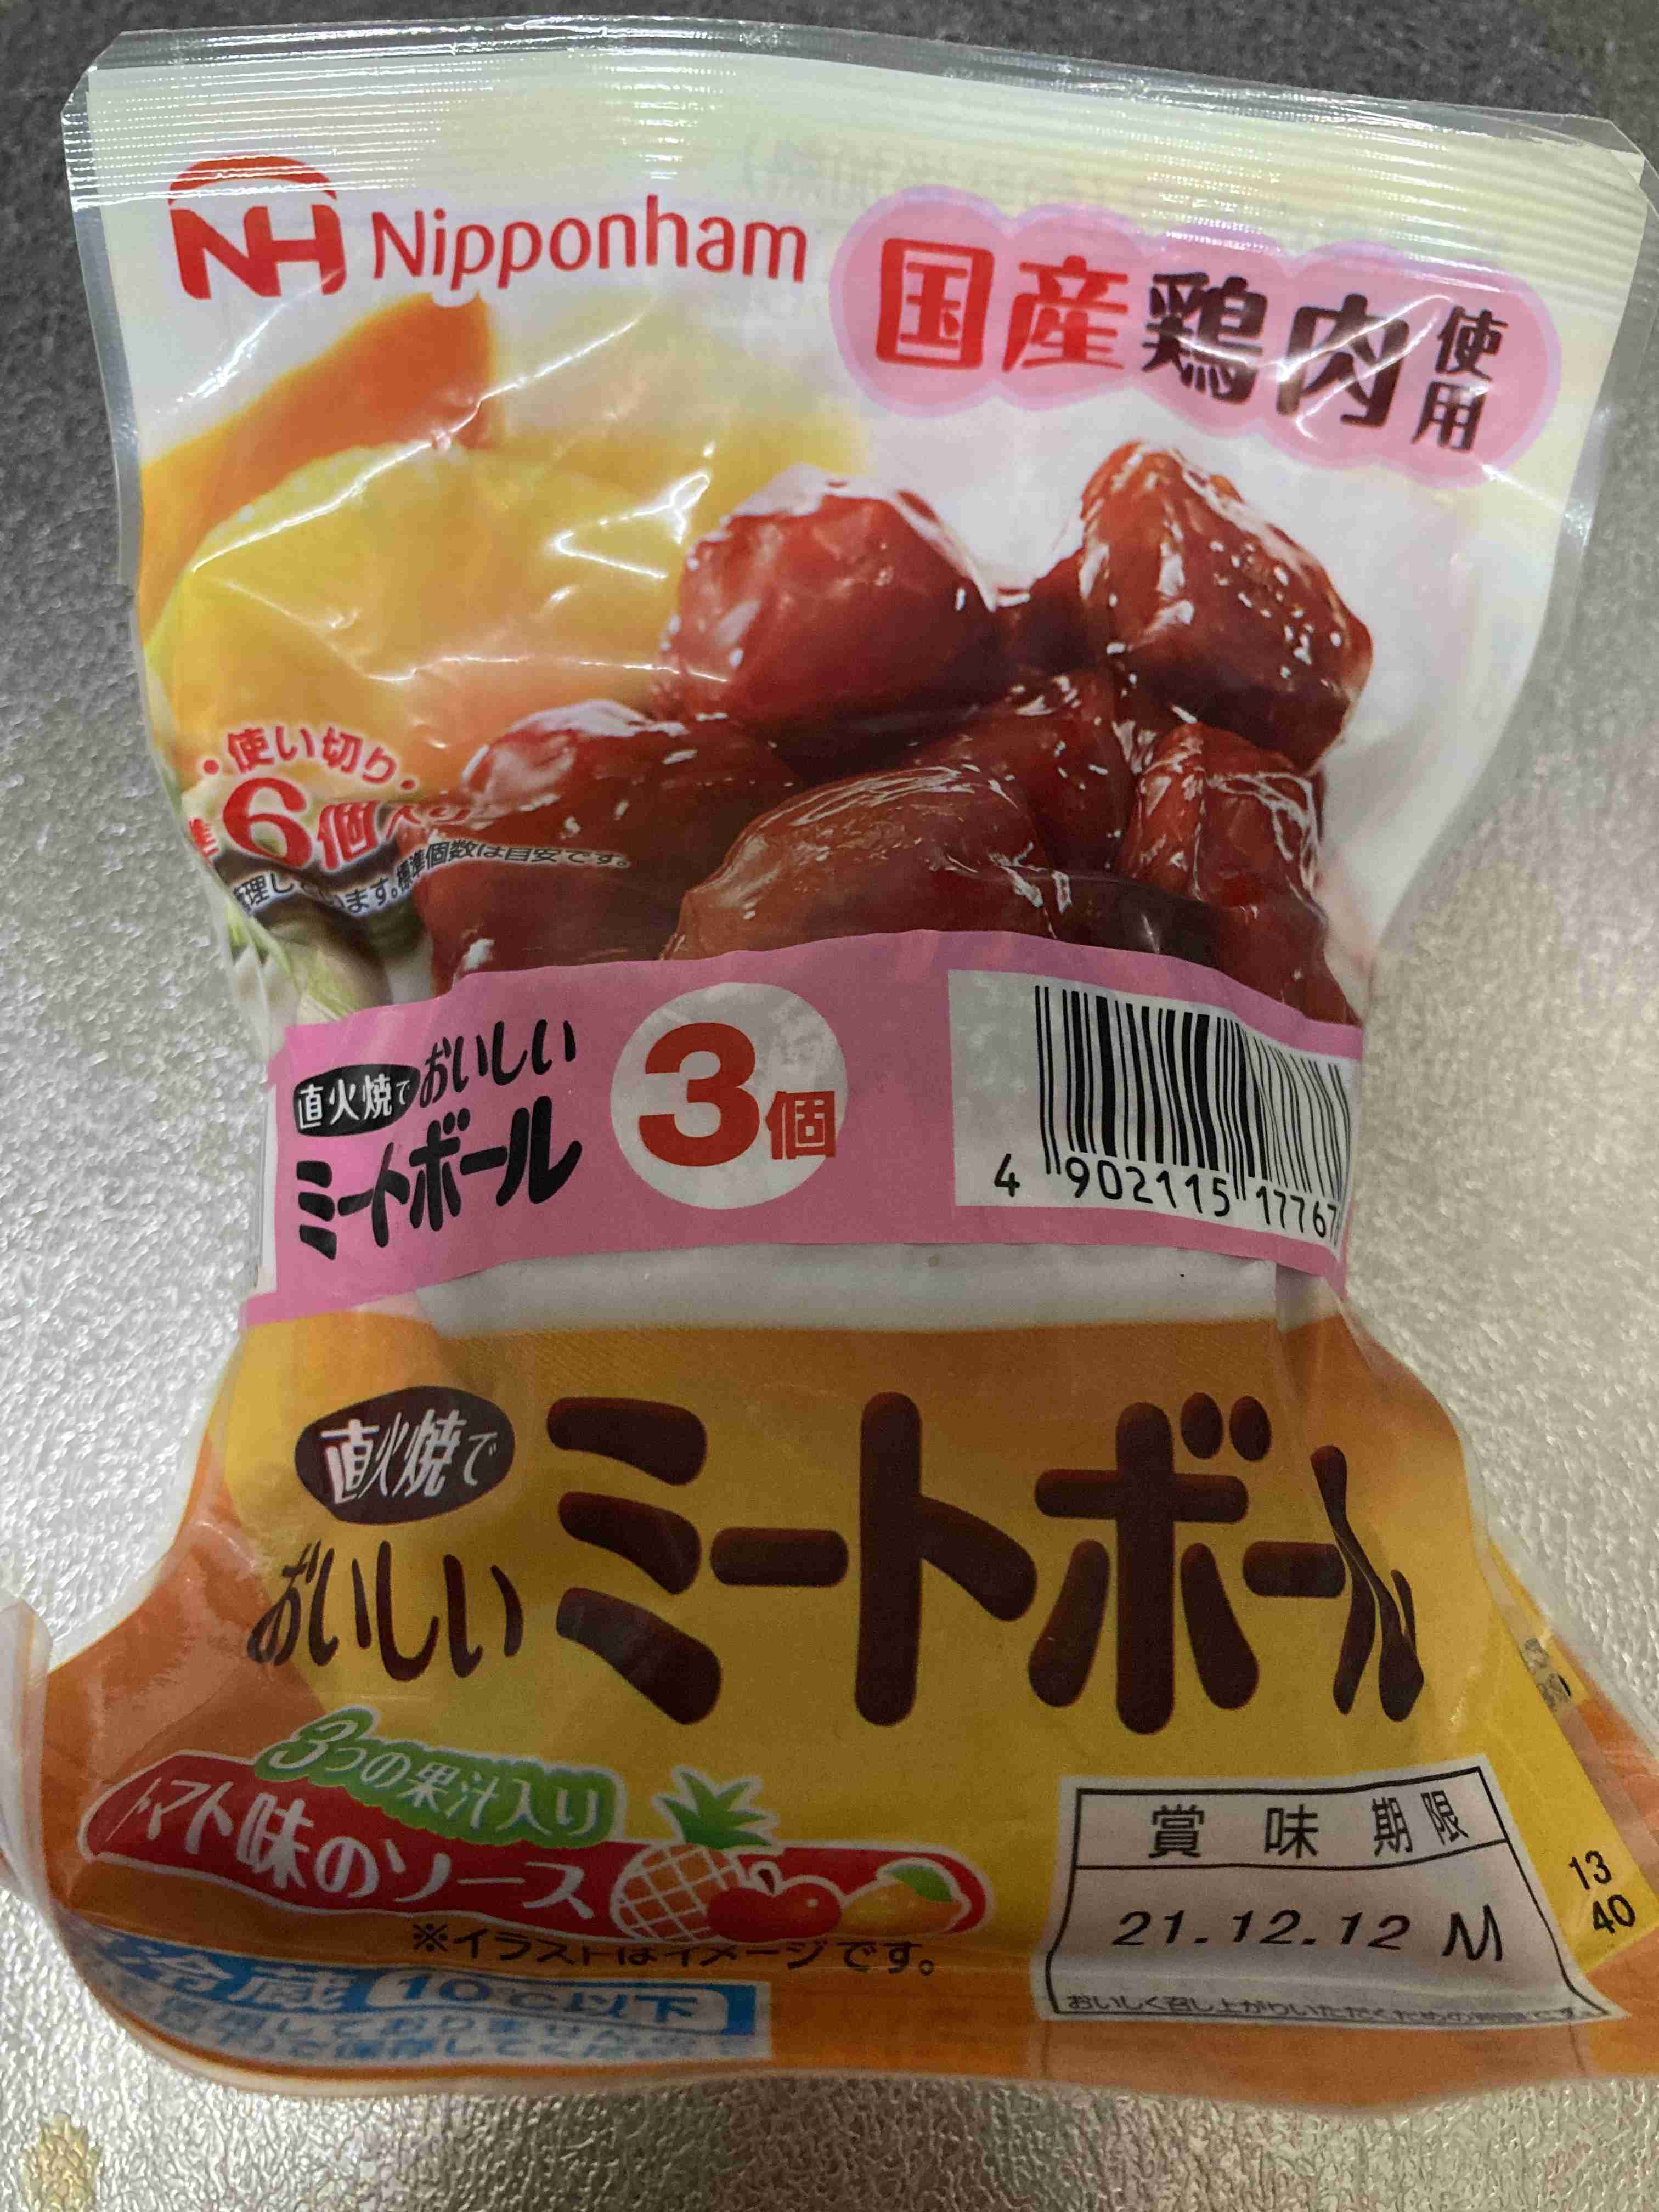 NH Nipponham
国産鶏肉使用
使い切り
6個入り
標準個数は目安です。
直火焼で おいしい
ミートボール
3個
4 902115 17767
直火焼で
おいしい
ミートボール
3つの果汁入り
トマト味のソース
※イラストはイメージです。
賞味期限
21.12.12 M
13
40
冷蔵 10℃以下